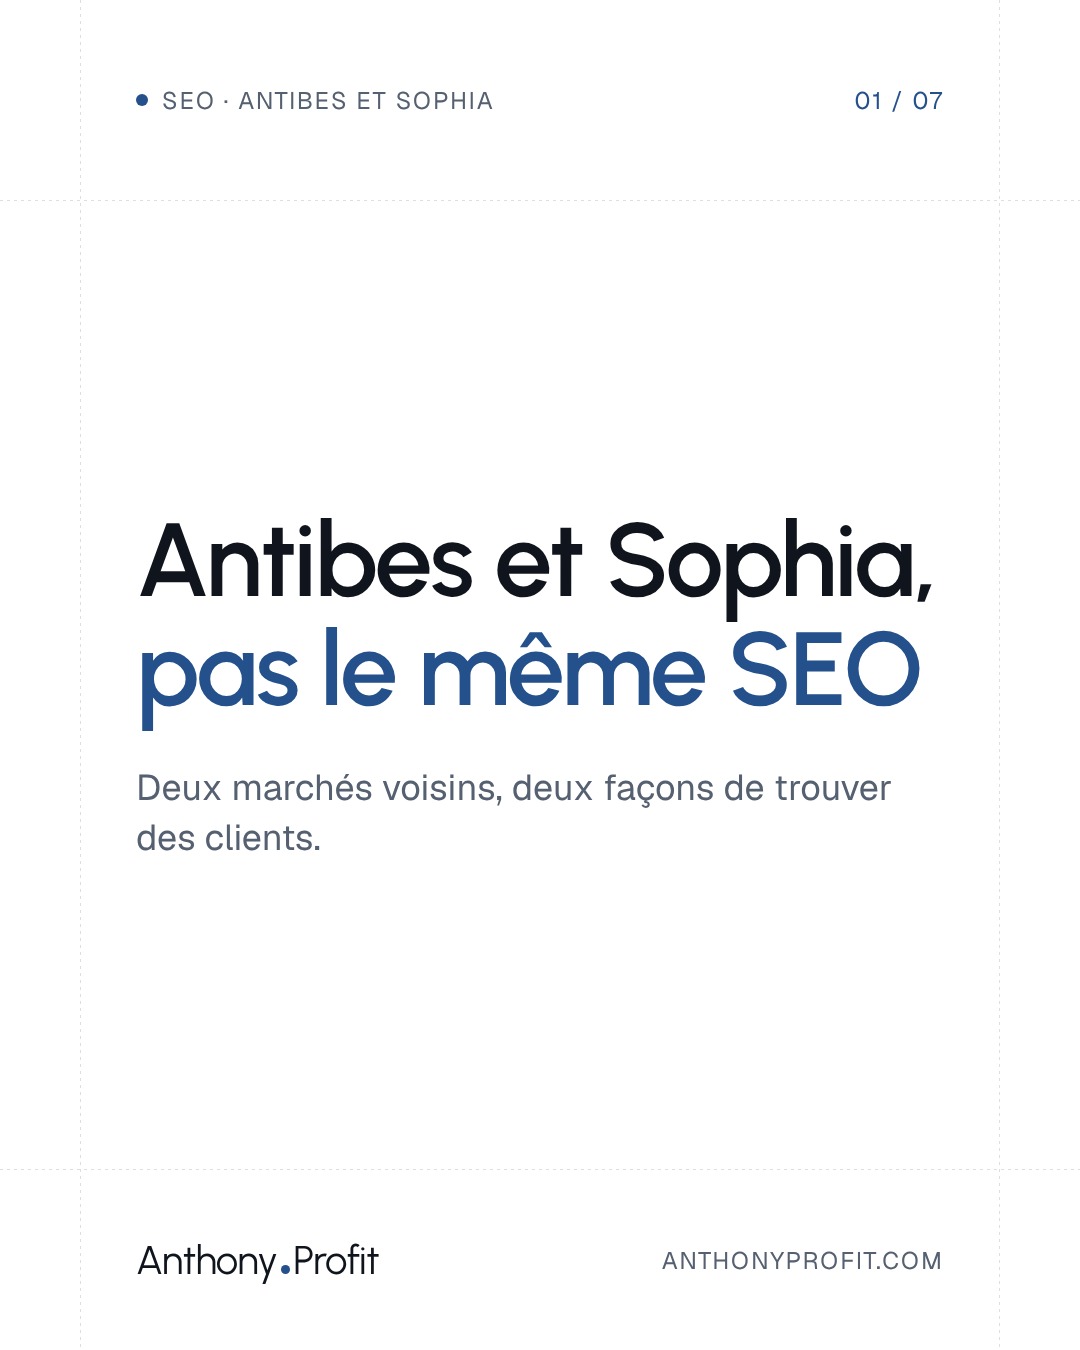 SEO · ANTIBES ET SOPHIA
01 / 07
Antibes et Sophia,
pas le même SEO
Deux marchés voisins, deux façons de trouver
des clients.
Anthony.Profit
ANTHONYPROFIT.COM